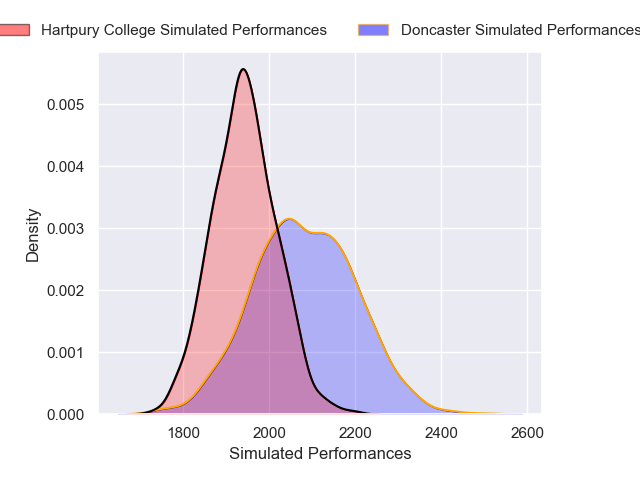 Hartpury College Simulated Performances
Doncaster Simulated Performances
0.005
0.004
0.003
0.002
0.001
0.000
Density
1800
2000
2200
2400
2600
Simulated Performances